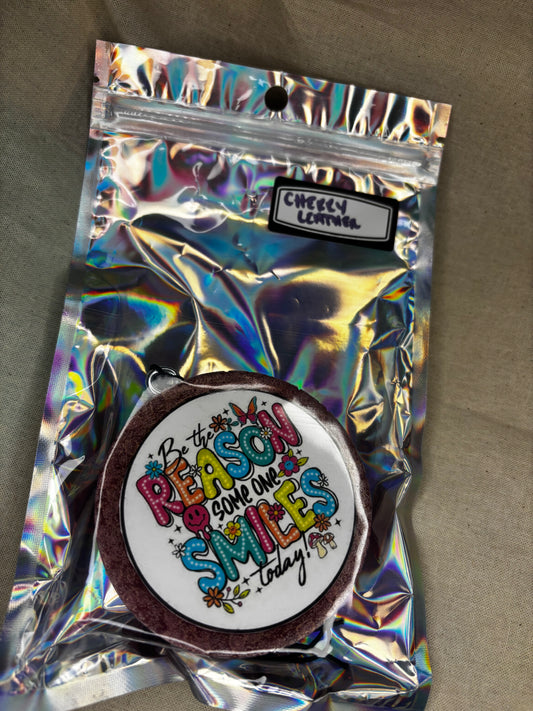 CHERRY
LEATHER
Be the
REASON
some one
SMILES
today!